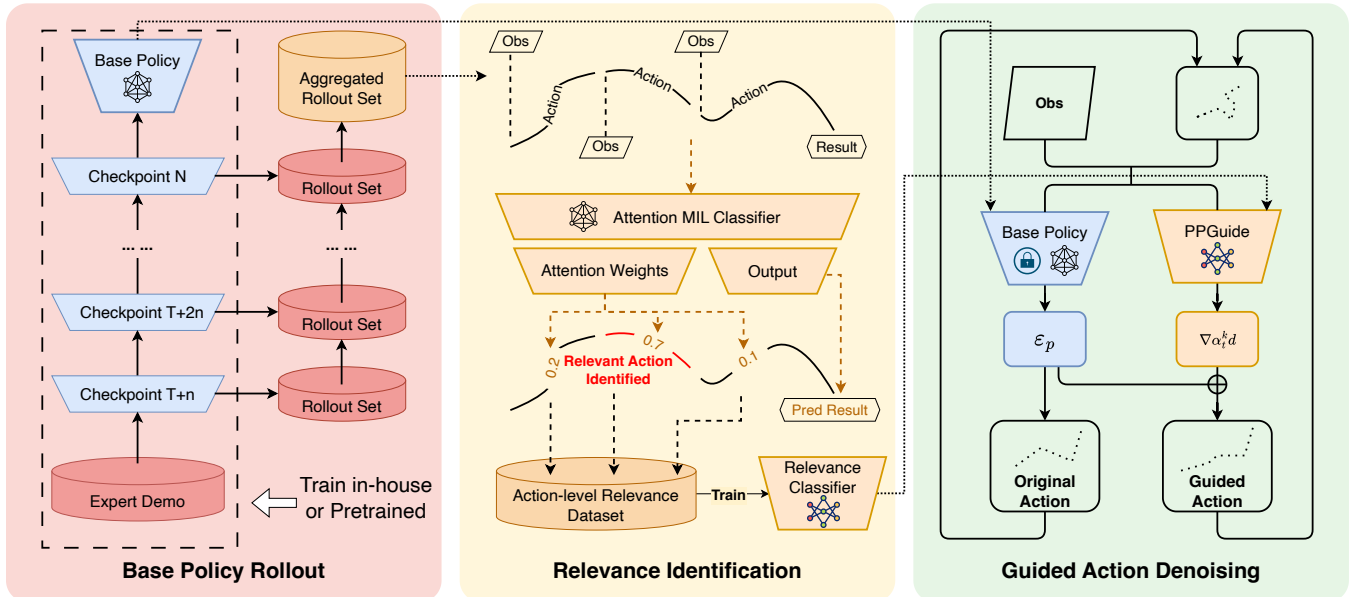 Base Policy
Aggregated
Rollout Set
Checkpoint N
Rollout Set
... ...
... ...
Checkpoint T+2n
Rollout Set
Checkpoint T+n
Rollout Set
Expert Demo
Train in-house
or Pretrained
Base Policy Rollout
Obs
Obs
Action
Action
Action
Obs
Result
Attention MIL Classifier
Attention Weights
Output
0.2
0.7
0.1
Relevant Action
Identified
Pred Result
Action-level Relevance
Dataset
Train
Relevance
Classifier
Relevance Identification
Obs
Base Policy
PPGuide
εp
∇αₜᵏd
Original
Action
Guided
Action
Guided Action Denoising